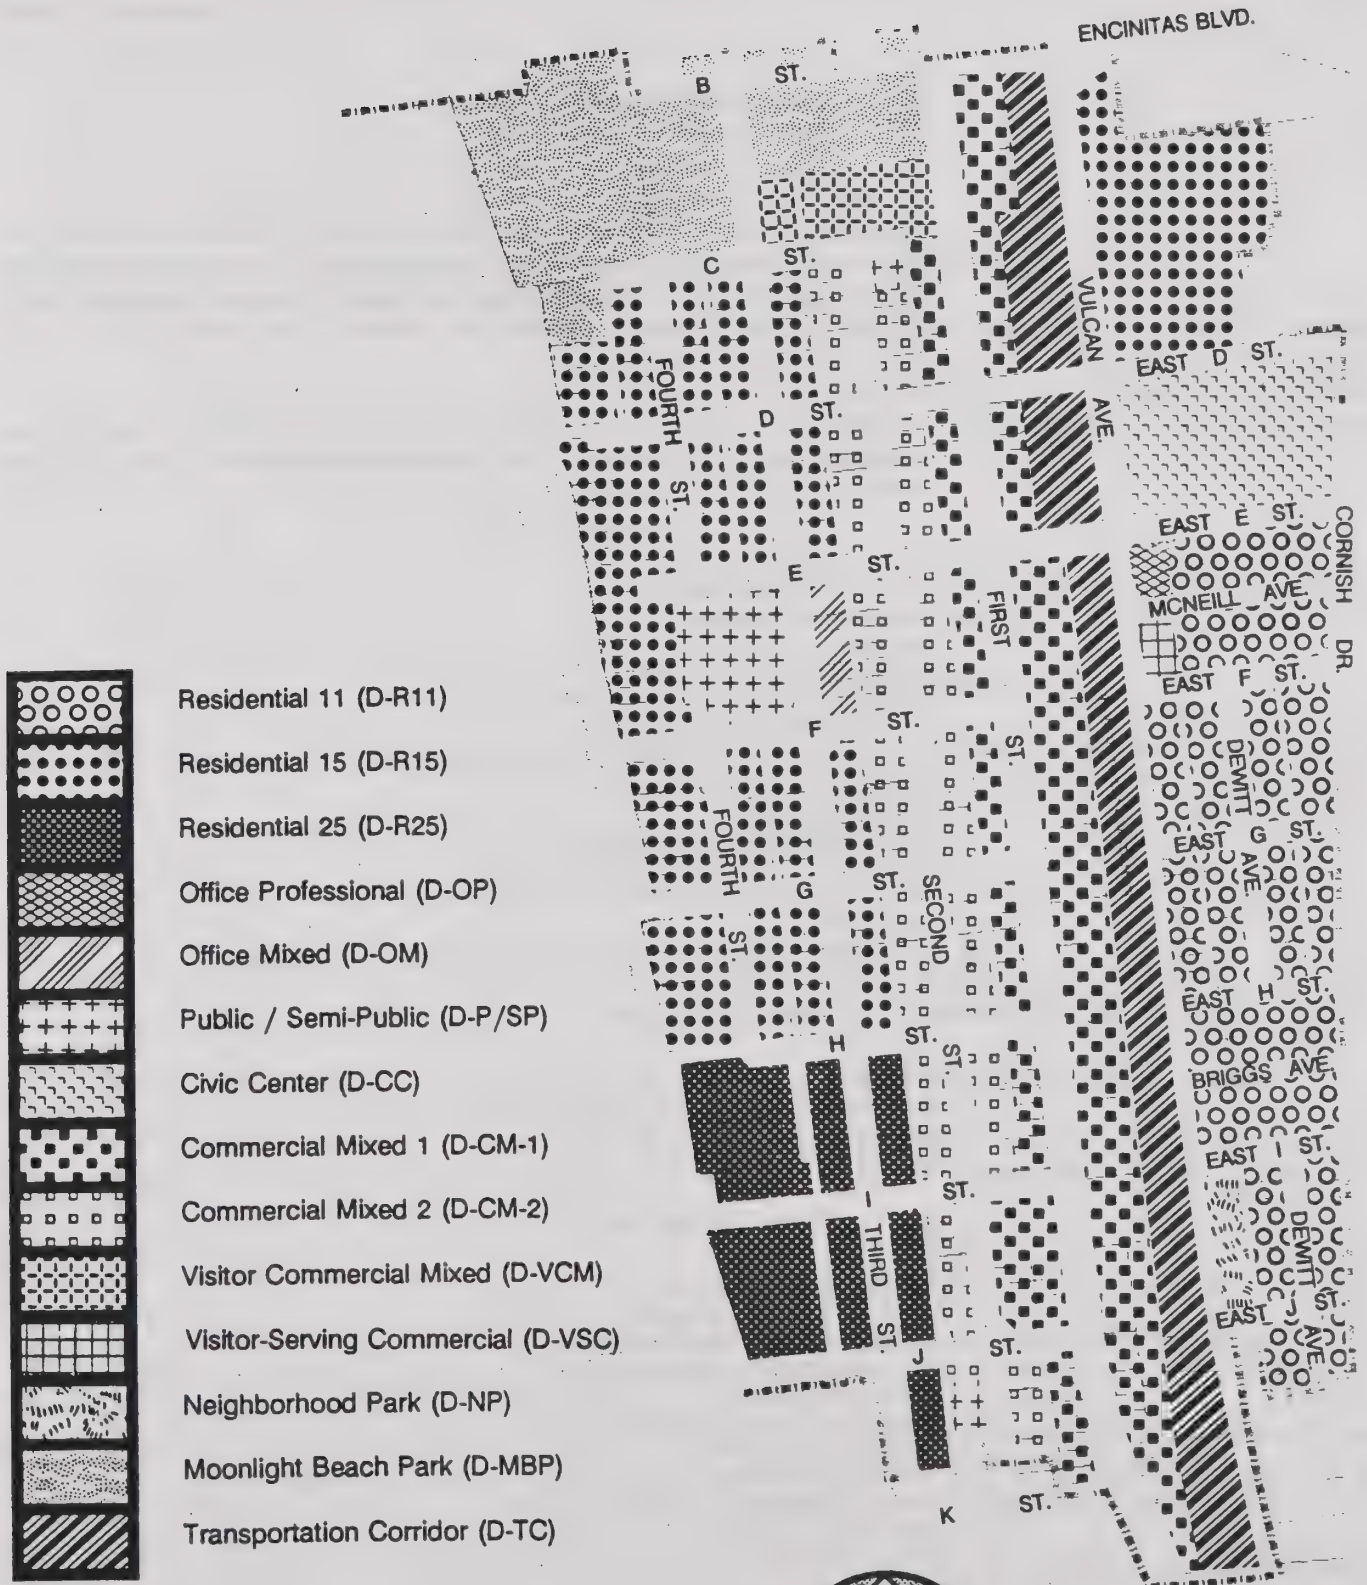 ENCINITAS BLVD.
B ST.
C ST.
VULCAN AVE.
EAST D ST.
FOURTH ST.
D ST.
EAST E ST.
CORNISH DR.
E ST.
MCNEILL AVE.
FIRST ST.
EAST F ST.
F ST.
DEWITT AVE.
FOURTH ST.
EAST G ST.
G ST.
SECOND ST.
EAST H ST.
H ST.
BRIGGS AVE.
EAST I ST.
I ST.
THIRD ST.
DEWITT AVE.
EAST J ST.
J ST.
K ST.
Residential 11 (D-R11)
Residential 15 (D-R15)
Residential 25 (D-R25)
Office Professional (D-OP)
Office Mixed (D-OM)
Public / Semi-Public (D-P/SP)
Civic Center (D-CC)
Commercial Mixed 1 (D-CM-1)
Commercial Mixed 2 (D-CM-2)
Visitor Commercial Mixed (D-VCM)
Visitor-Serving Commercial (D-VSC)
Neighborhood Park (D-NP)
Moonlight Beach Park (D-MBP)
Transportation Corridor (D-TC)